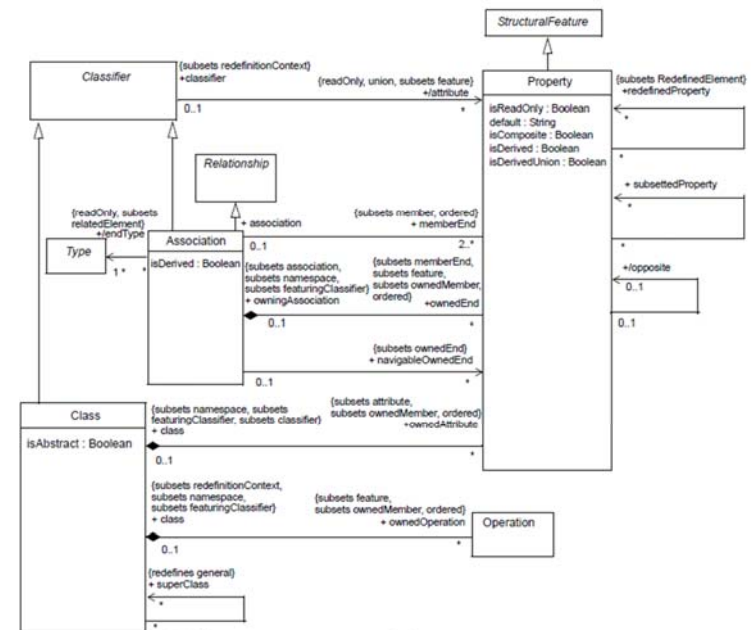 StructuralFeature
Classifier
{subsets redefinitionContext}
+classifier
0..1
{readOnly, union, subsets feature}
+/attribute
*
Property
isReadOnly : Boolean
default : String
isComposite : Boolean
isDerived : Boolean
isDerivedUnion : Boolean
{subsets RedefinedElement}
+redefinedProperty
*
*
+ subsettedProperty
*
*
+/opposite
0..1
0..1
Relationship
{readOnly, subsets
relatedElement}
+/endType
Type
1 *
*
Association
isDerived : Boolean
+ association
0..1
{subsets member, ordered}
+ memberEnd
2..*
{subsets association,
subsets namespace,
subsets featuringClassifier}
+ owningAssociation
0..1
{subsets memberEnd,
subsets feature,
subsets ownedMember,
ordered}
+ownedEnd
*
0..1
{subsets ownedEnd}
+ navigableOwnedEnd
*
Class
isAbstract : Boolean
{subsets namespace, subsets
featuringClassifier, subsets classifier}
+ class
0..1
{subsets attribute,
subsets ownedMember, ordered}
+ownedAttribute
*
{subsets redefinitionContext,
subsets namespace,
subsets featuringClassifier}
+ class
0..1
{subsets feature,
subsets ownedMember, ordered}
+ ownedOperation
*
Operation
{redefines general}
+ superClass
*
*